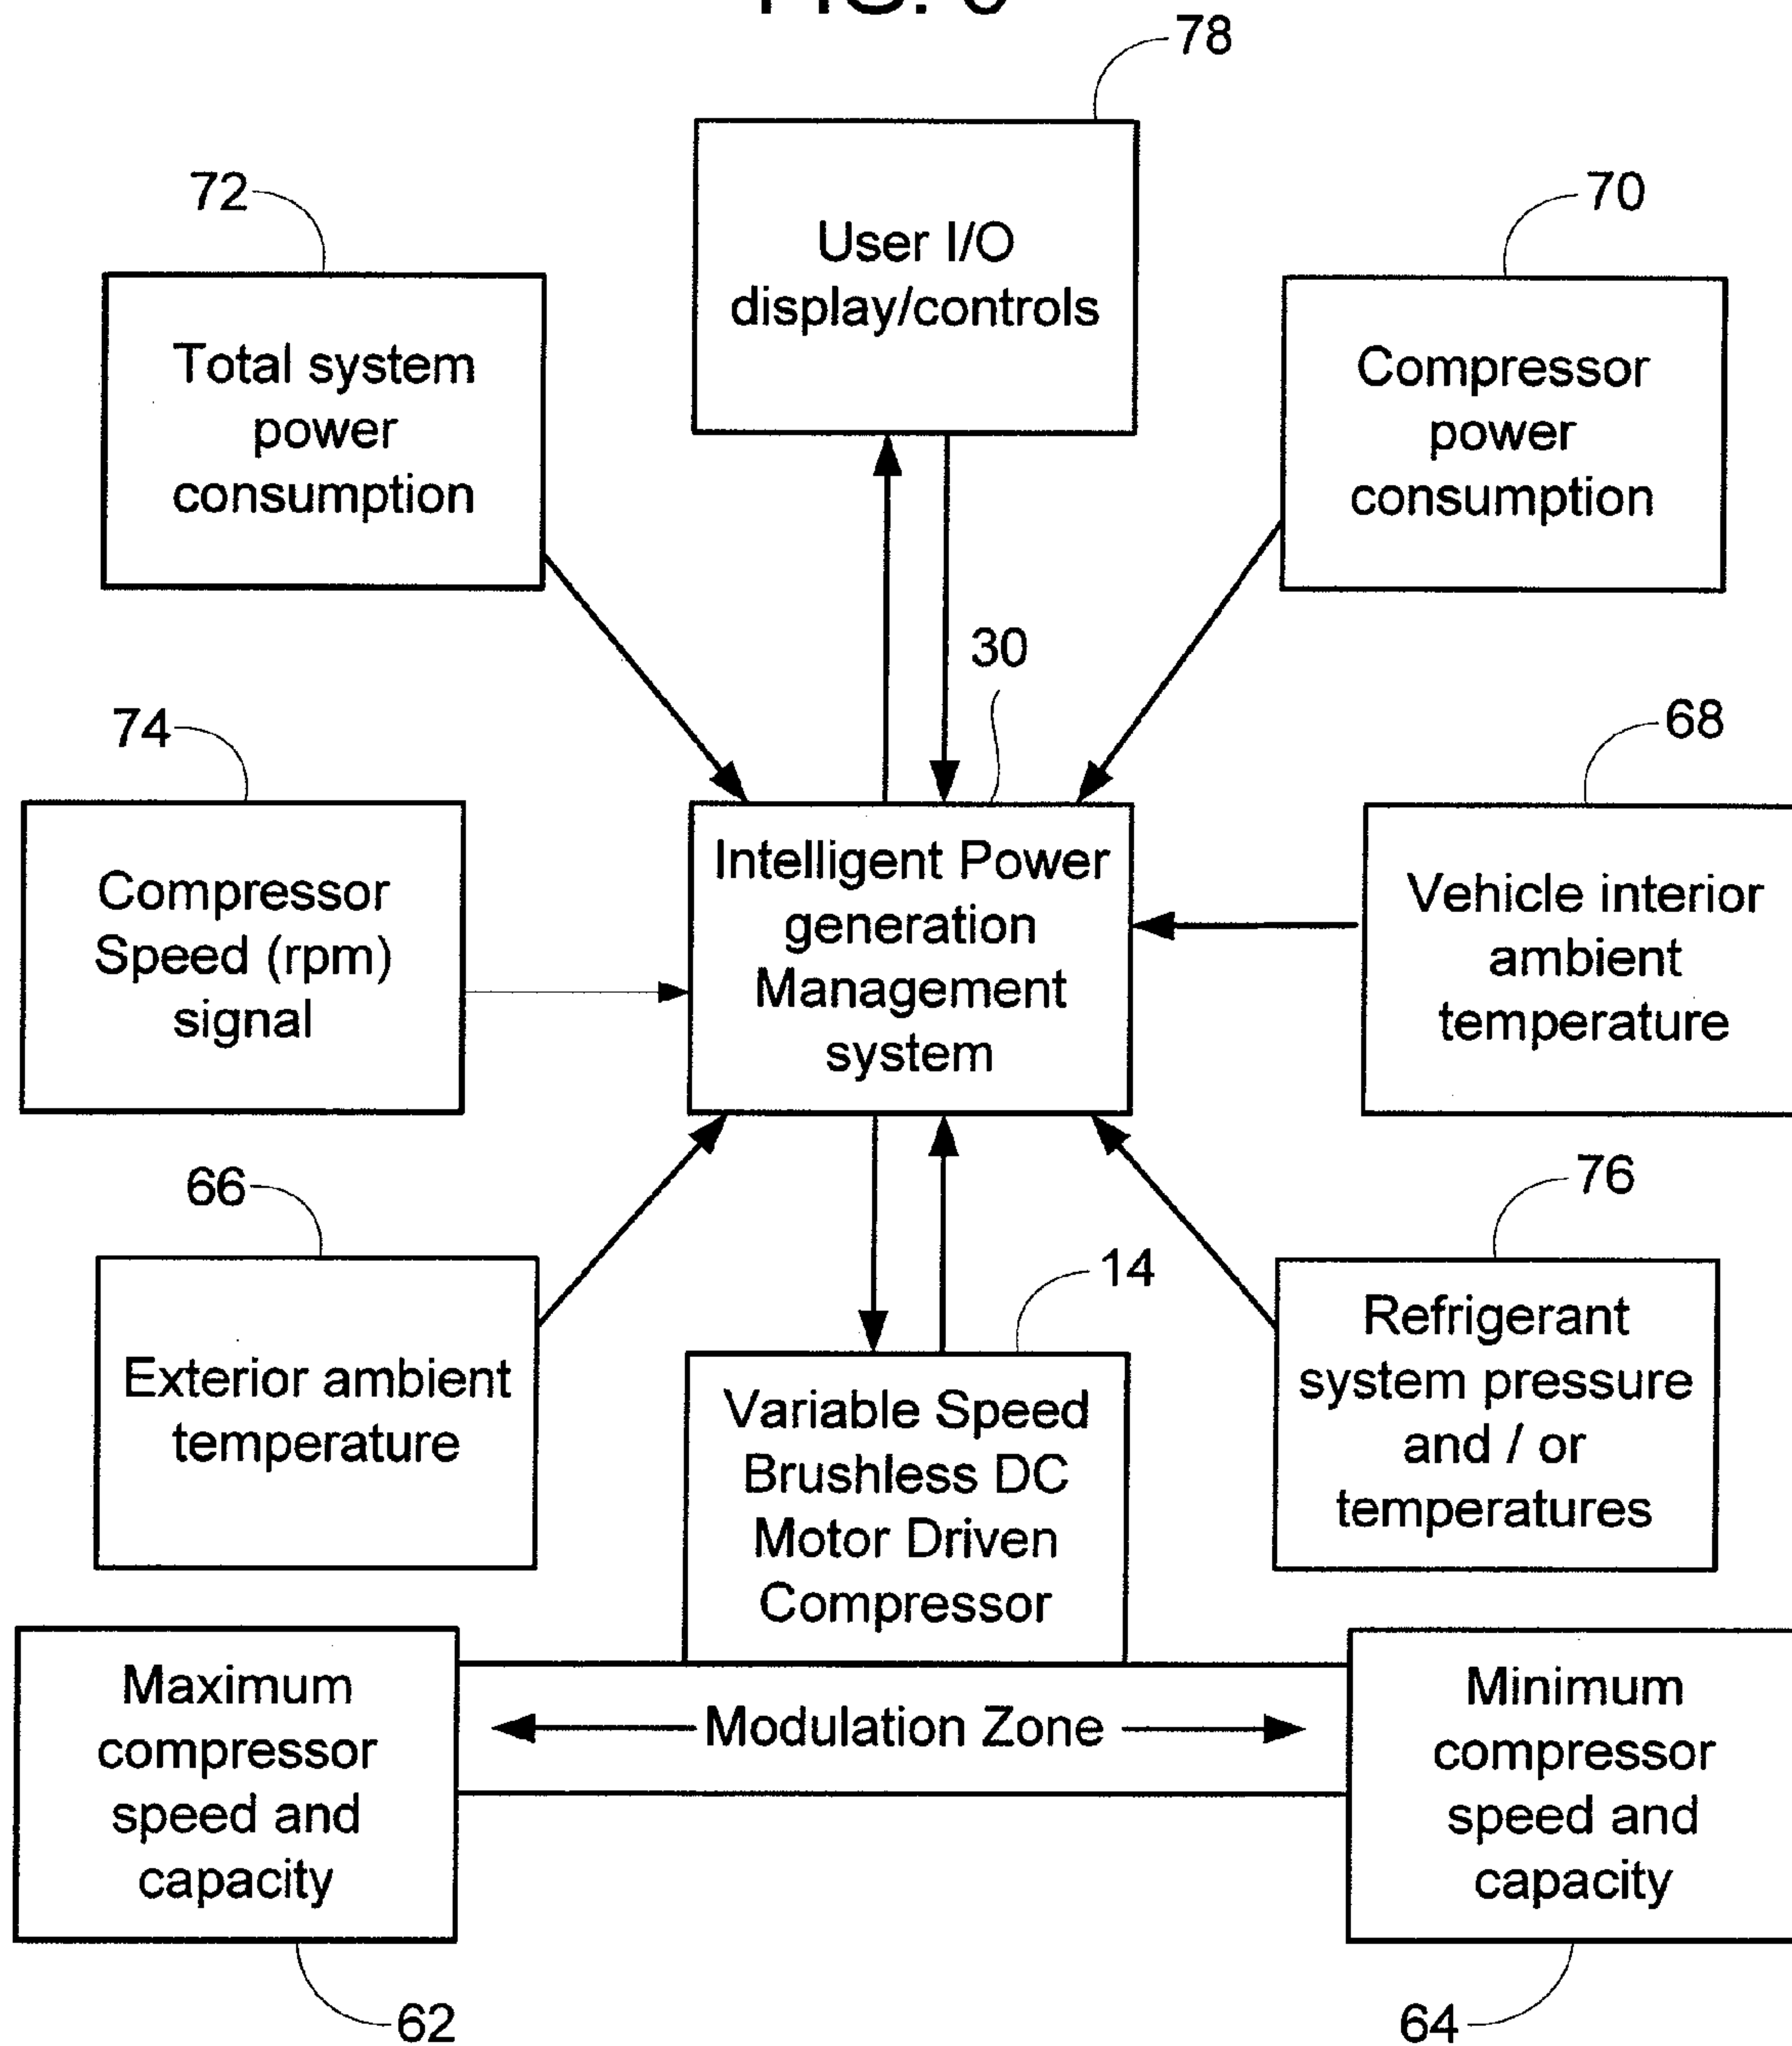 78
72
70
User I/O
display/controls
Total system
power
consumption
Compressor
power
consumption
30
74
68
Intelligent Power
generation
Management
system
Compressor
Speed (rpm)
signal
Vehicle interior
ambient
temperature
66
76
14
Exterior ambient
temperature
Variable Speed
Brushless DC
Motor Driven
Compressor
Refrigerant
system pressure
and / or
temperatures
Maximum
compressor
speed and
capacity
Modulation Zone
Minimum
compressor
speed and
capacity
62
64